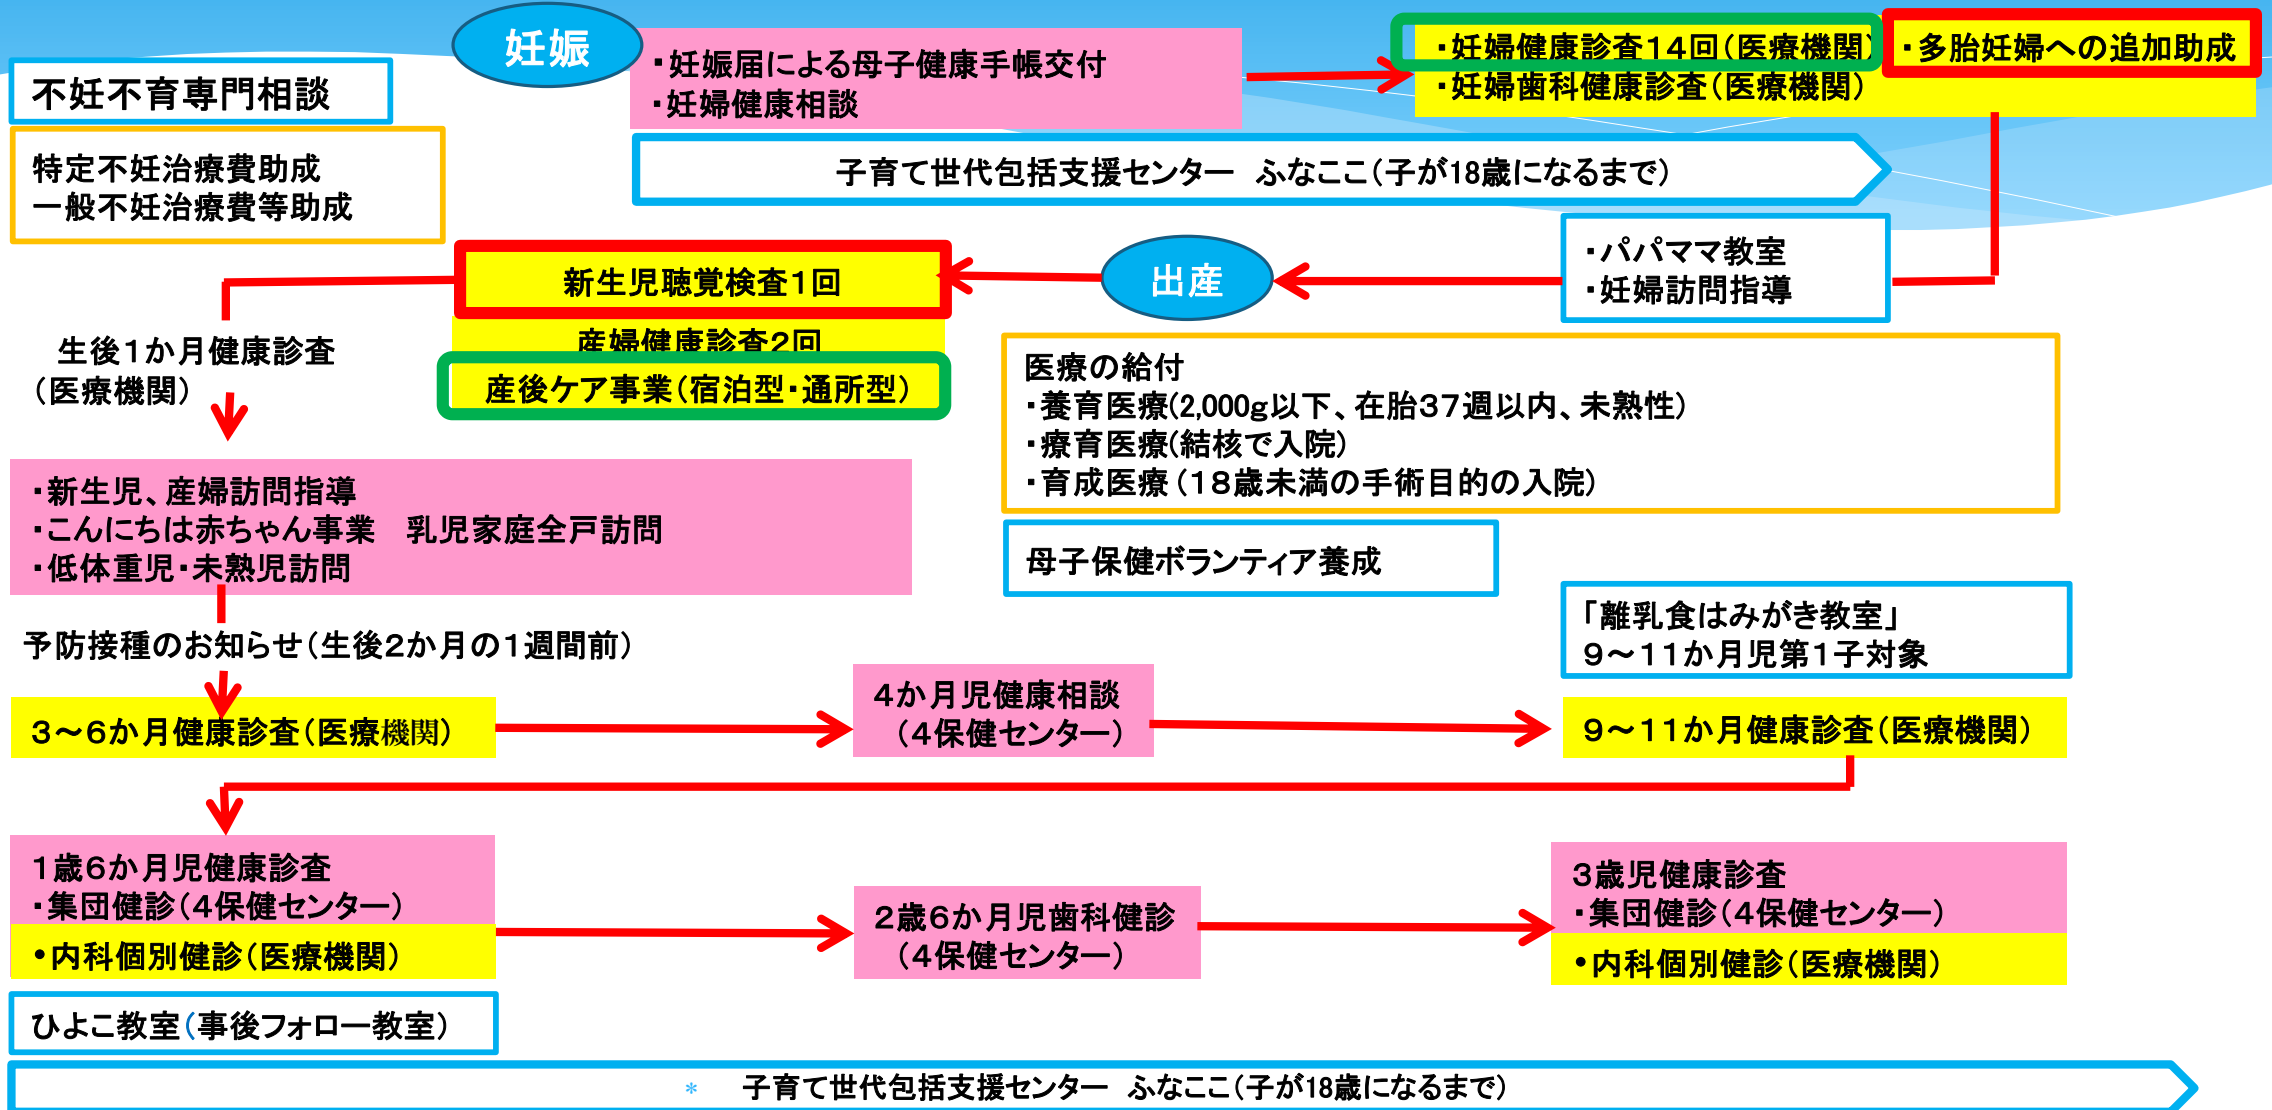 妊娠
・妊娠届による母子健康手帳交付
・妊婦健康相談
・妊婦健康診査14回(医療機関)
・多胎妊婦への追加助成
・妊婦歯科健康診査(医療機関)
不妊不育専門相談
特定不妊治療費助成
一般不妊治療費等助成
子育て世代包括支援センター　ふなここ(子が18歳になるまで)
・パパママ教室
・妊婦訪問指導
出産
新生児聴覚検査1回
産婦健康診査2回
産後ケア事業(宿泊型・通所型)
生後1か月健康診査
(医療機関)
医療の給付
・養育医療(2,000g以下、在胎37週以内、未熟性)
・療育医療(結核で入院)
・育成医療(18歳未満の手術目的の入院)
・新生児、産婦訪問指導
・こんにちは赤ちゃん事業　乳児家庭全戸訪問
・低体重児・未熟児訪問
母子保健ボランティア養成
予防接種のお知らせ(生後2か月の1週間前)
「離乳食はみがき教室」
9～11か月児第1子対象
3～6か月健康診査(医療機関)
4か月児健康相談
(4保健センター)
9～11か月健康診査(医療機関)
1歳6か月児健康診査
・集団健診(4保健センター)
•内科個別健診(医療機関)
2歳6か月児歯科健診
(4保健センター)
3歳児健康診査
・集団健診(4保健センター)
•内科個別健診(医療機関)
ひよこ教室(事後フォロー教室)
*　子育て世代包括支援センター　ふなここ(子が18歳になるまで)